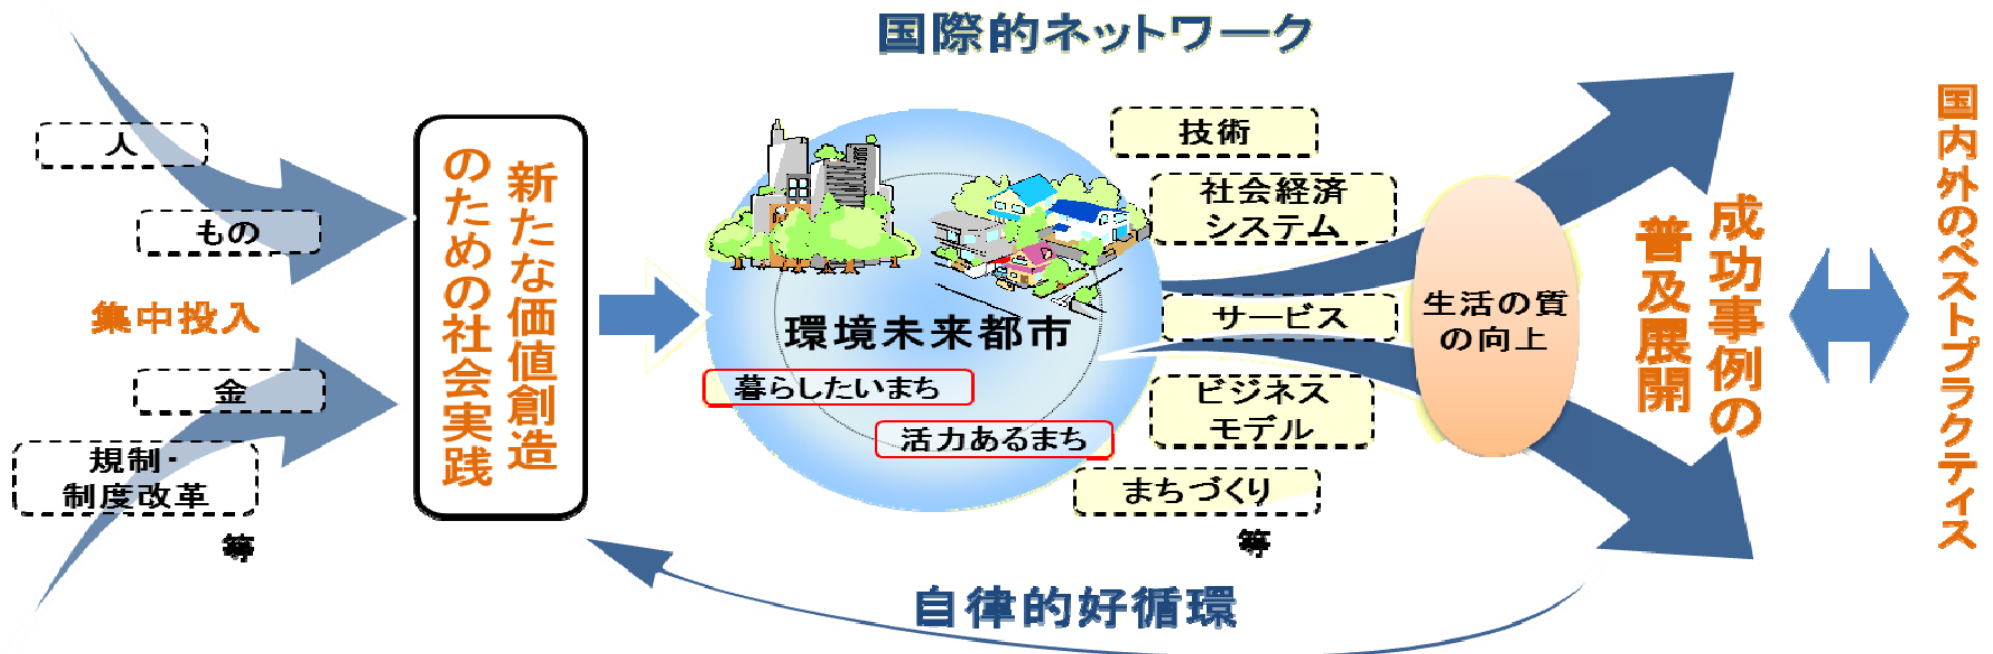 国際的ネットワーク
人
もの
集中投入
金
規制・
制度改革
等
新たな価値創造
のための社会実践
環境未来都市
暮らしたいまち
活力あるまち
技術
社会経済
システム
サービス
ビジネス
モデル
まちづくり
等
生活の質
の向上
成功事例の
普及展開
国内外のベストプラクティス
自律的好循環